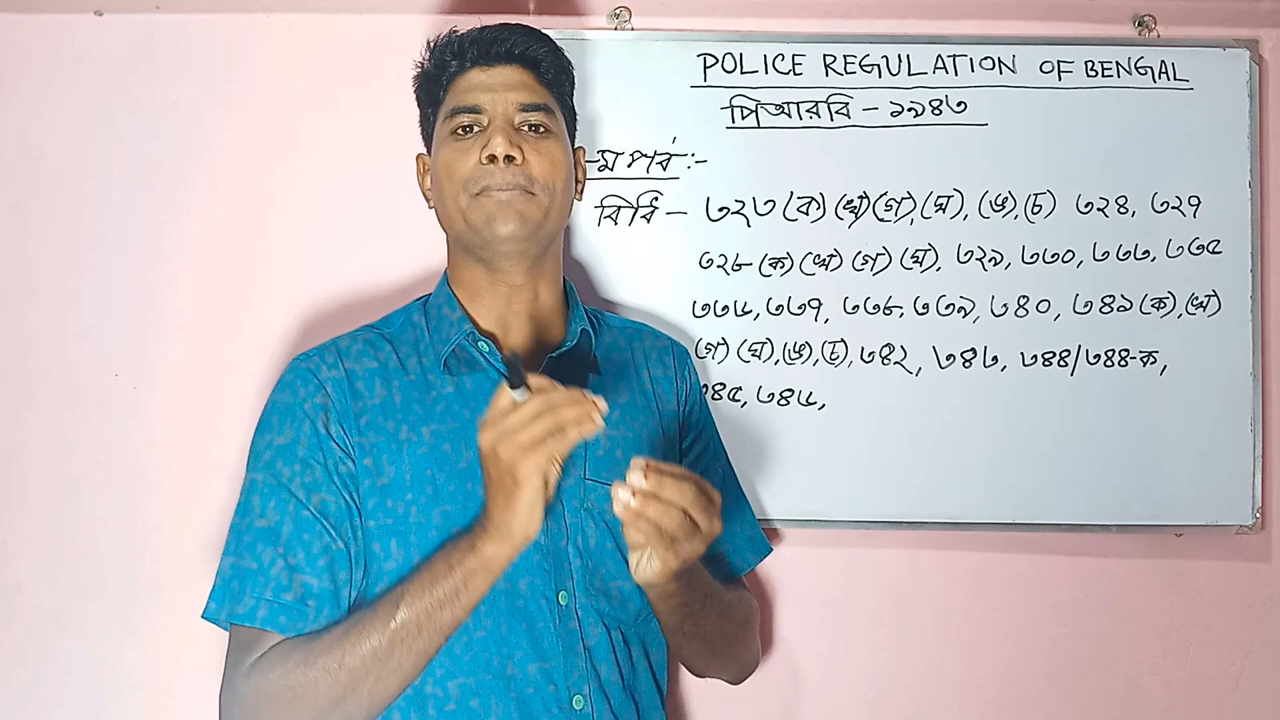 POLICE REGULATION OF BENGAL
পিআরবি - ১৯৪৩
-ম পর্ব :-
বিধি - ৩২৩ (ক) (খ) (গ), (ঘ), (ঙ), (চ) ৩২৪, ৩২৭
৩২৮ (ক) (খ) (গ) (ঘ), ৩২৯, ৩৩০, ৩৩৩, ৩৩৫
৩৩৬, ৩৩৭, ৩৩৮, ৩৩৯, ৩৪০, ৩৪১ (ক), (খ)
(গ) (ঘ), (ঙ), (চ), ৩৪২, ৩৪৩, ৩৪৪/৩৪৪-ক,
৪৫, ৩৪৬,